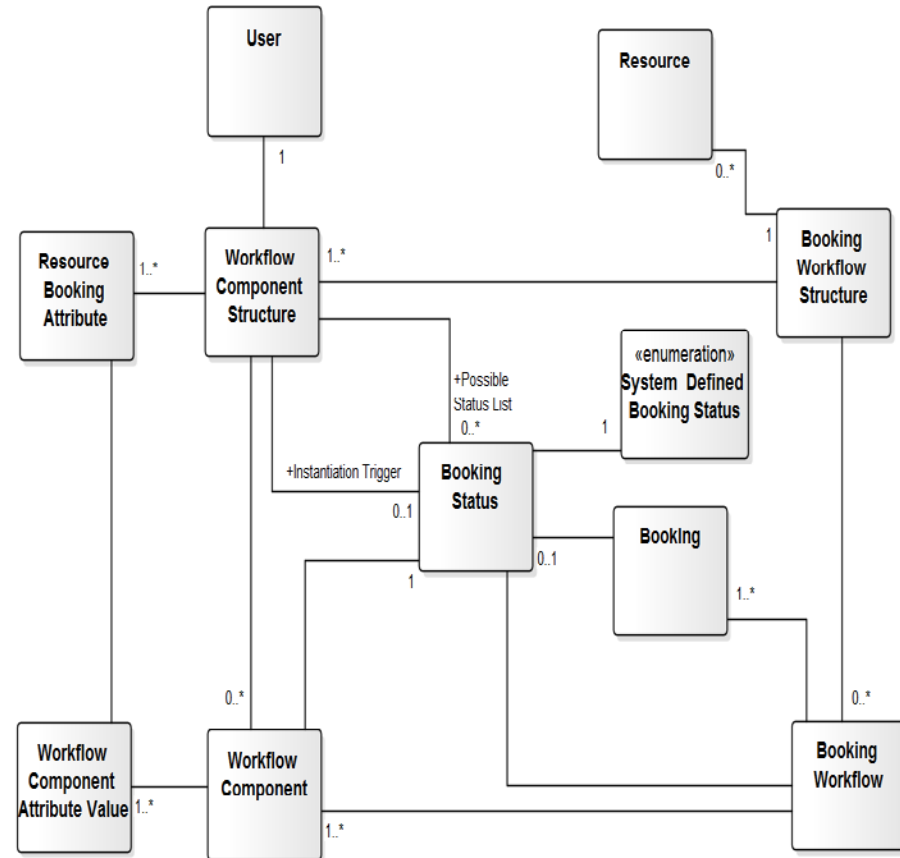 User
Resource
1
0..*
Resource
Booking
Attribute
1..*
Workflow
Component
Structure
1..*
1
Booking
Workflow
Structure
«enumeration»
System Defined
Booking Status
+Possible
Status List
0..*
1
+Instantiation Trigger
Booking
Status
0..1
Booking
0..1
1
1..*
0..*
0..*
Workflow
Component
Attribute Value
1..*
Workflow
Component
1..*
Booking
Workflow